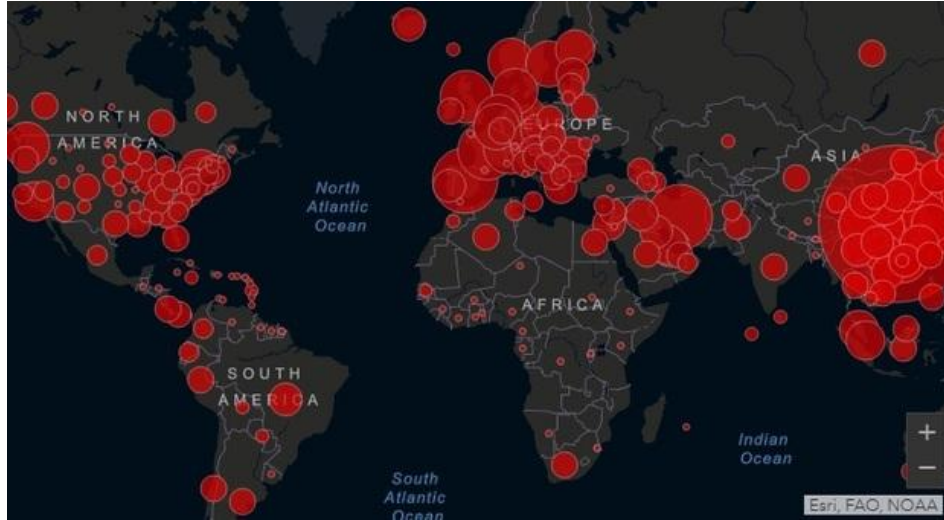 NORTH
AMERICA
EUROPE
ASIA
North
Atlantic
Ocean
AFRICA
SOUTH
AMERICA
Indian
Ocean
South
Atlantic
Ocean
+
−
Esri, FAO, NOAA